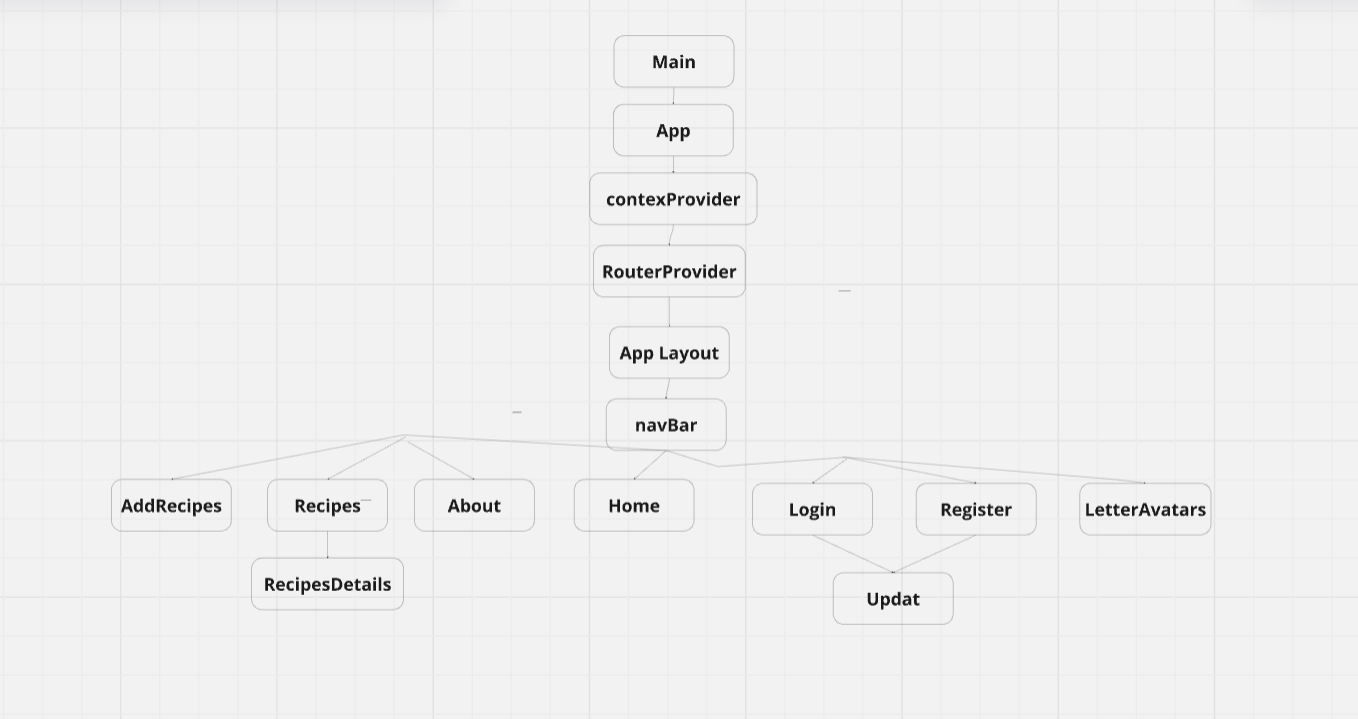 Main
App
contexProvider
RouterProvider
App Layout
navBar
AddRecipes
Recipes
About
Home
Login
Register
LetterAvatars
RecipesDetails
Updat